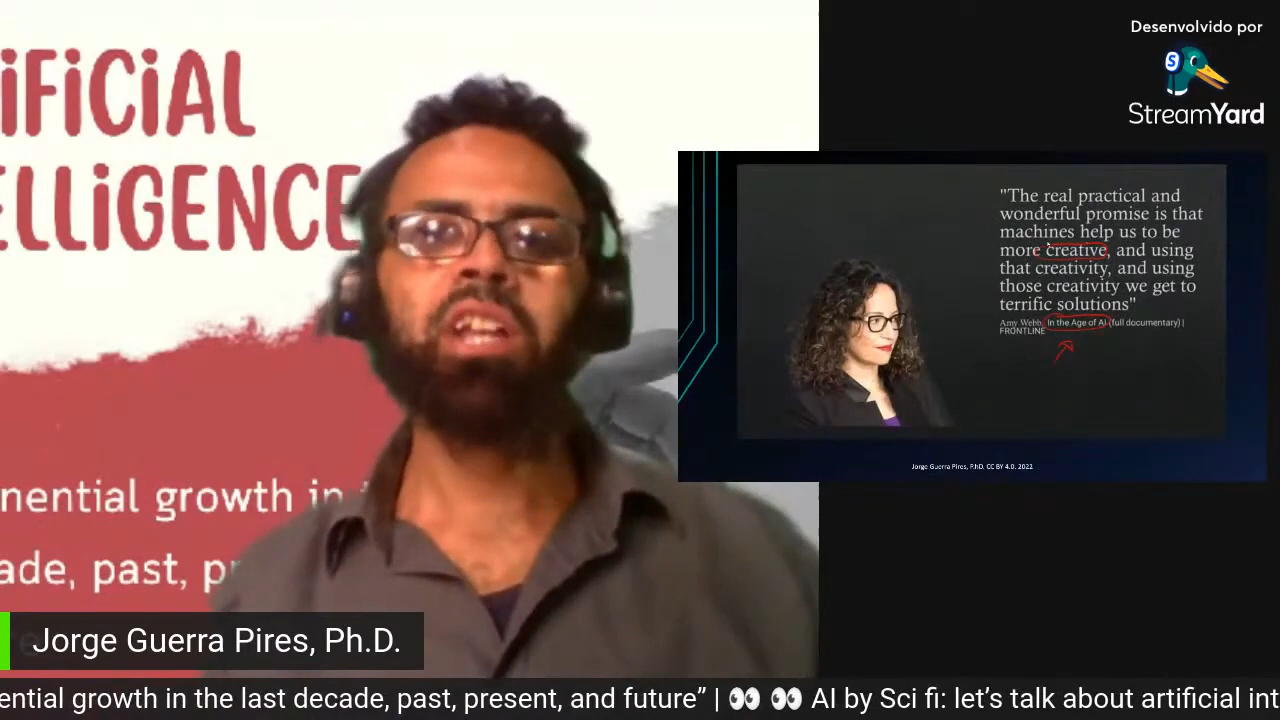 iFiCiAL
ELLiGENCE
nential growth in
ade, past, pr
Jorge Guerra Pires, Ph.D.
Desenvolvido por
S
StreamYard
"The real practical and
wonderful promise is that
machines help us to be
more creative, and using
that creativity, and using
those creativity we get to
terrific solutions"
Amy Webb, In the Age of AI (full documentary) |
FRONTLINE
Jorge Guerra Pires, P.hD, CC BY 4.0. 2022
ential growth in the last decade, past, present, and future” | 👀 👀 AI by Sci fi: let’s talk about artificial int